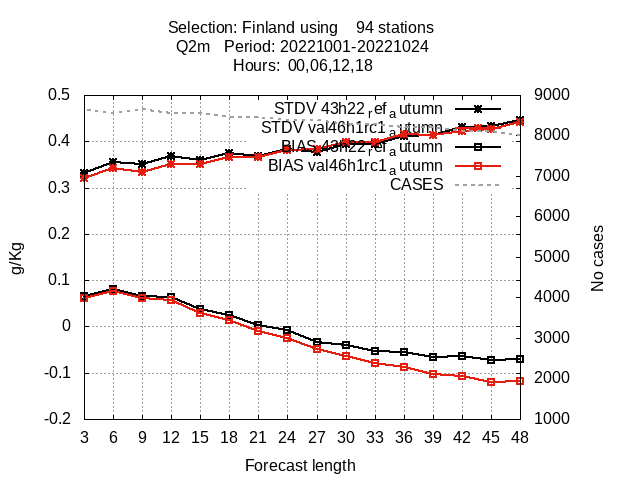 Selection: Finland using    94 stations
Q2m   Period: 20221001-20221024
Hours:  00,06,12,18
0.5
0.4
0.3
0.2
0.1
0
-0.1
-0.2
g/Kg
STDV 43h22_ref_autumn
STDV val46h1rc1_autumn
BIAS 43h22_ref_autumn
BIAS val46h1rc1_autumn
CASES
9000
8000
7000
6000
5000
4000
3000
2000
1000
No cases
3 6 9 12 15 18 21 24 27 30 33 36 39 42 45 48
Forecast length